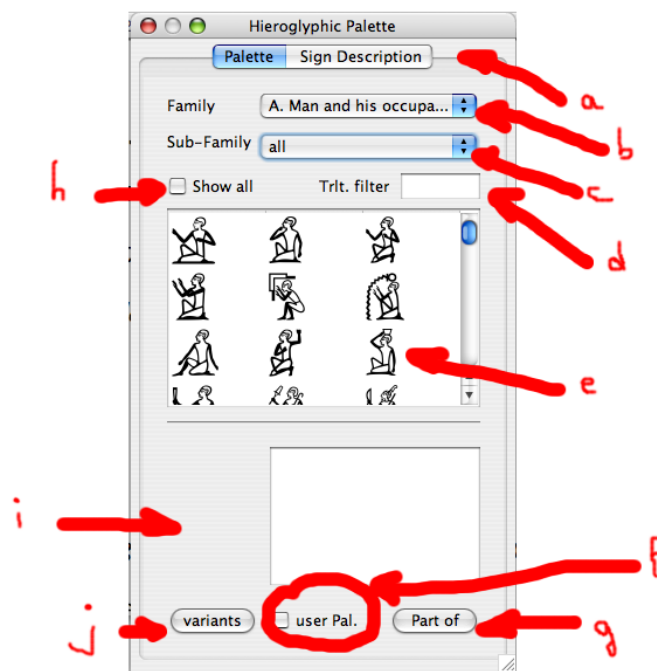 Hieroglyphic Palette
Palette Sign Description
a
Family A. Man and his occupa...
b
Sub-Family all
c
h Show all Trlt. filter
d
e
i
f
variants user Pal. Part of
j g